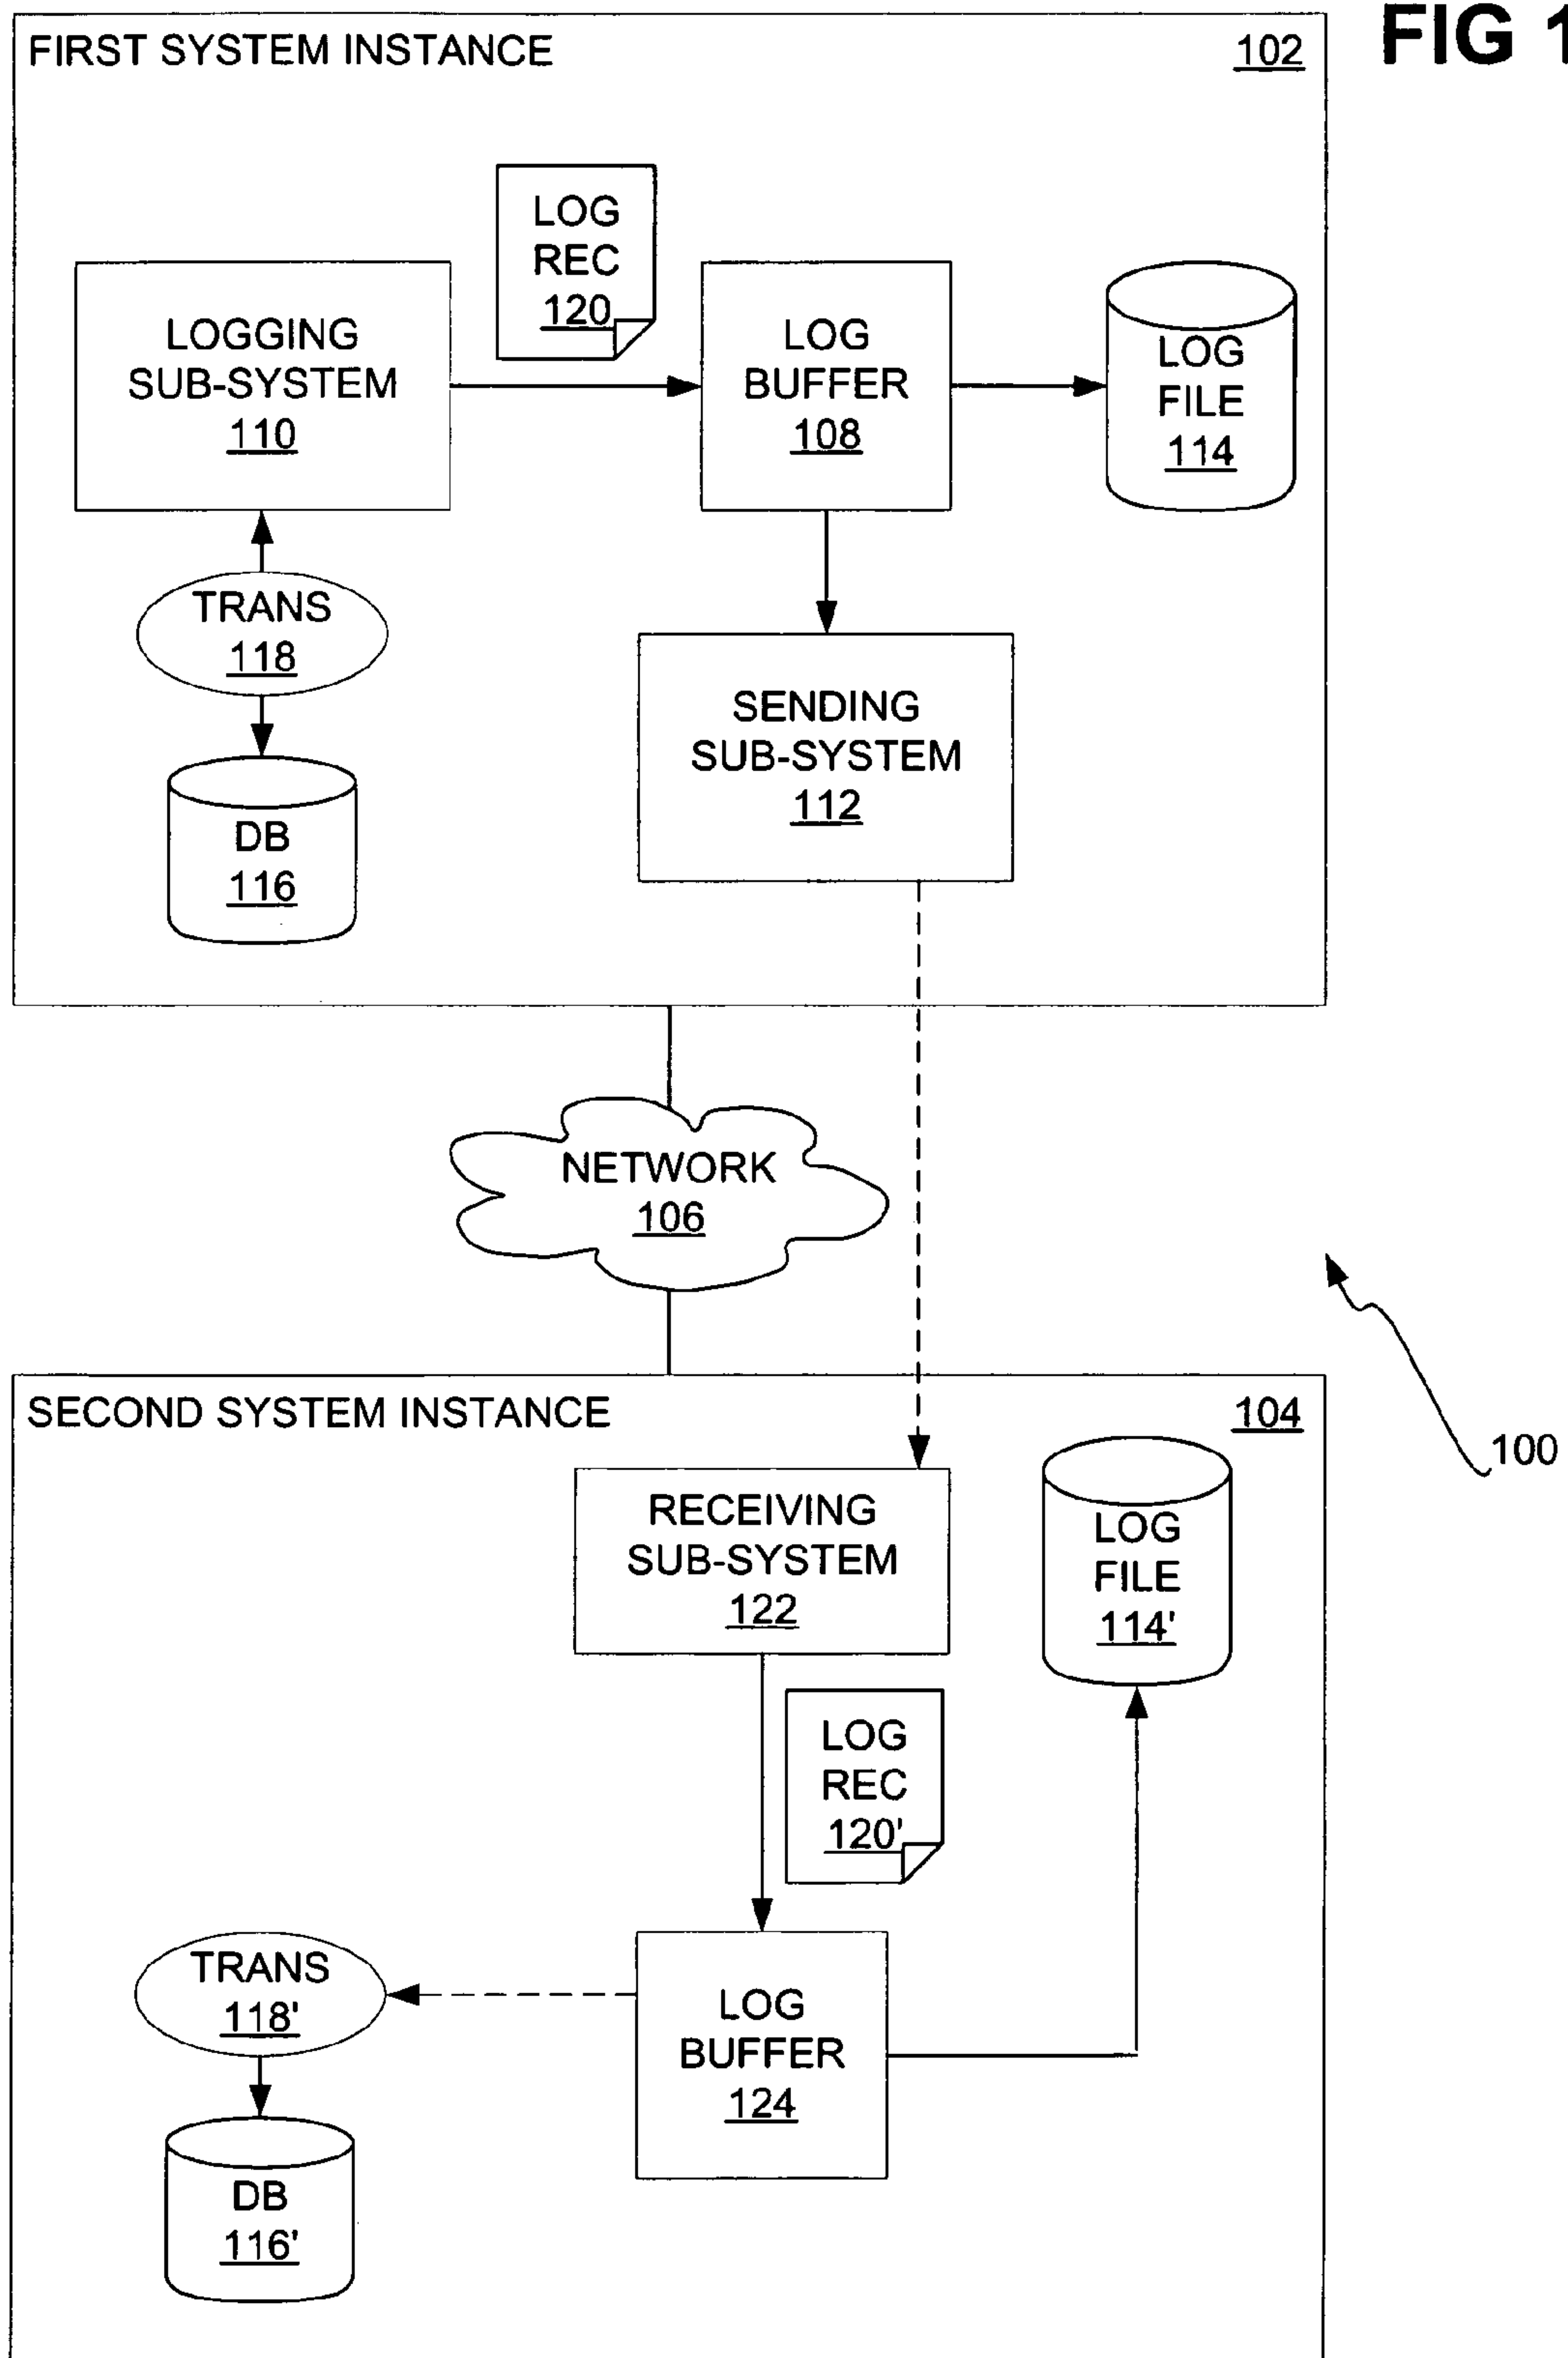 FIG 1
FIRST SYSTEM INSTANCE
102
LOG
REC
120
LOGGING
SUB-SYSTEM
110
LOG
BUFFER
108
LOG
FILE
114
TRANS
118
SENDING
SUB-SYSTEM
112
DB
116
NETWORK
106
100
SECOND SYSTEM INSTANCE
104
RECEIVING
SUB-SYSTEM
122
LOG
FILE
114'
LOG
REC
120'
TRANS
118'
LOG
BUFFER
124
DB
116'